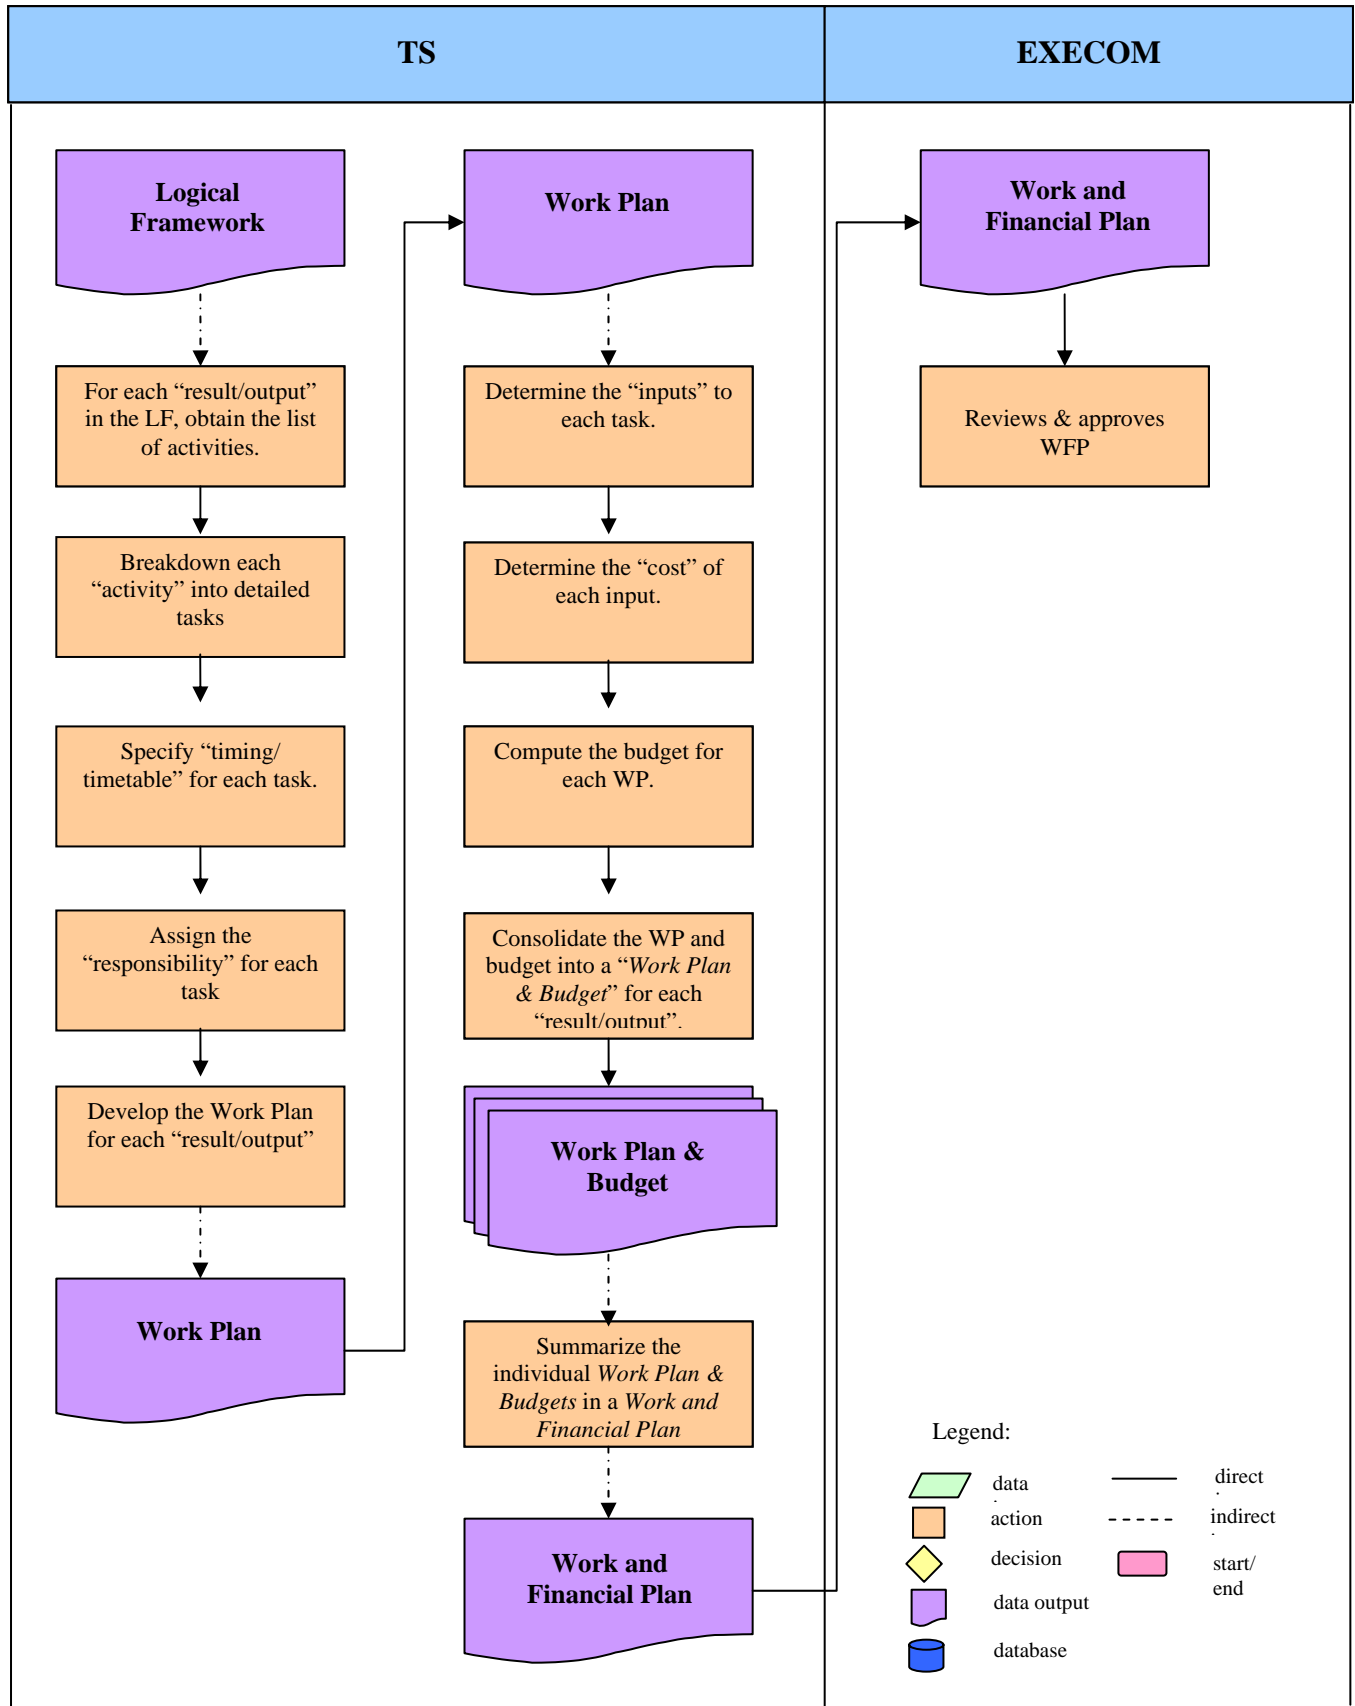 TS
EXECOM
Logical
Framework
For each “result/output”
in the LF, obtain the list
of activities.
Breakdown each
“activity” into detailed
tasks
Specify “timing/
timetable” for each task.
Assign the
“responsibility” for each
task
Develop the Work Plan
for each “result/output”
Work Plan
Work Plan
Determine the “inputs” to
each task.
Determine the “cost” of
each input.
Compute the budget for
each WP.
Consolidate the WP and
budget into a “Work Plan
& Budget” for each
“result/output”.
Work Plan &
Budget
Summarize the
individual Work Plan &
Budgets in a Work and
Financial Plan
Work and
Financial Plan
Work and
Financial Plan
Reviews & approves
WFP
Legend:
data
action
decision
data output
database
direct
indirect
start/
end